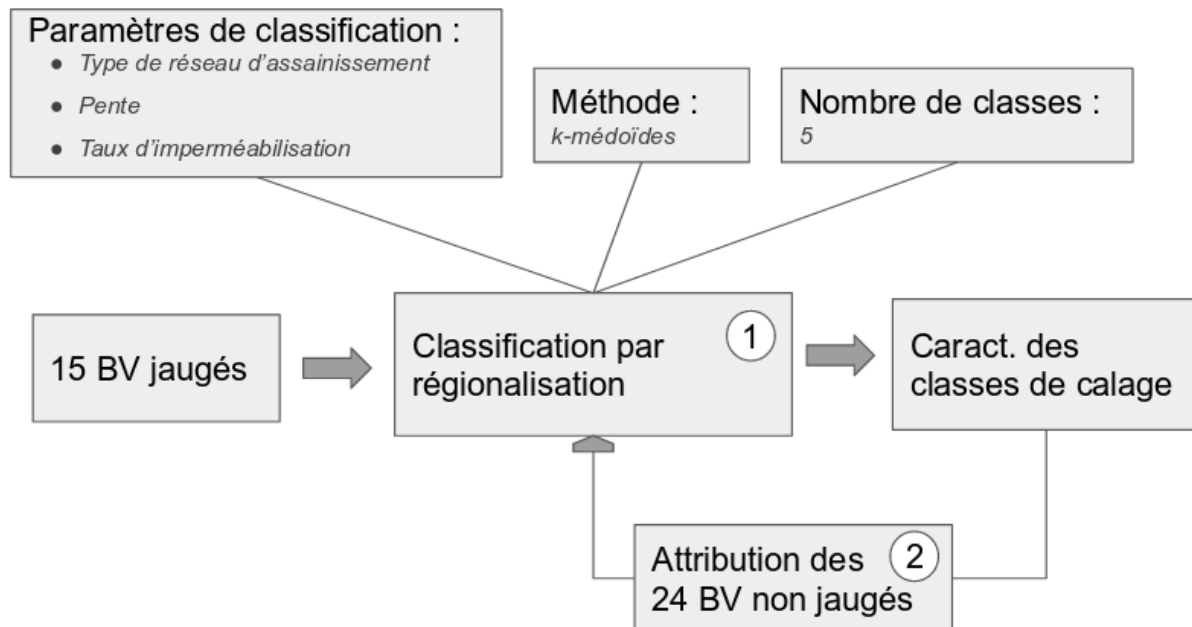 Paramètres de classification :
● Type de réseau d'assainissement
● Pente
● Taux d'imperméabilisation
Méthode :
k-médoïdes
Nombre de classes :
5
15 BV jaugés
Classification par
régionalisation
1
Caract. des
classes de calage
Attribution des
24 BV non jaugés
2